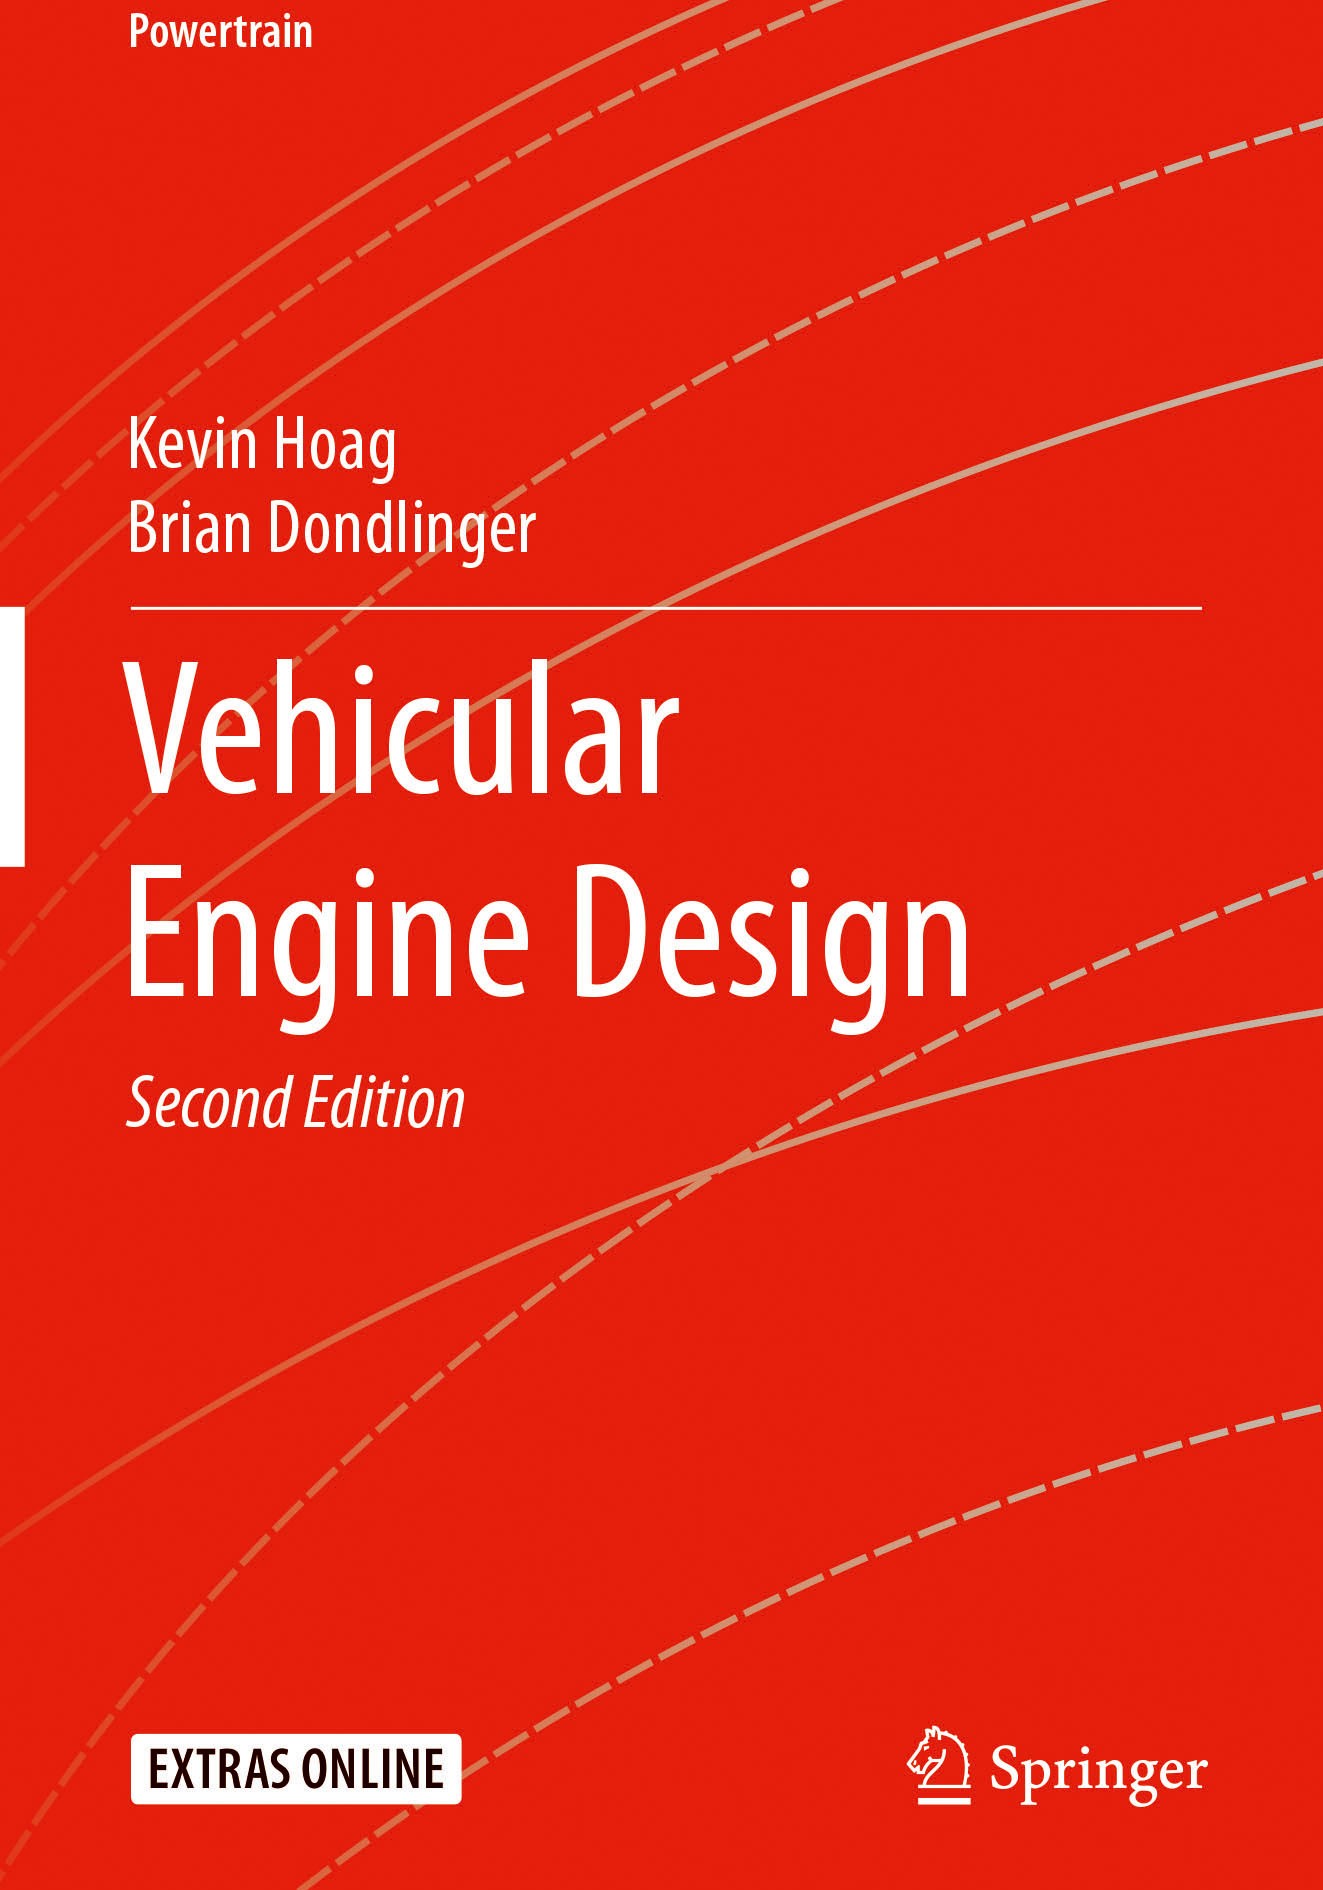 Powertrain
Kevin Hoag
Brian Dondlinger
Vehicular
Engine Design
Second Edition
EXTRAS ONLINE
Springer